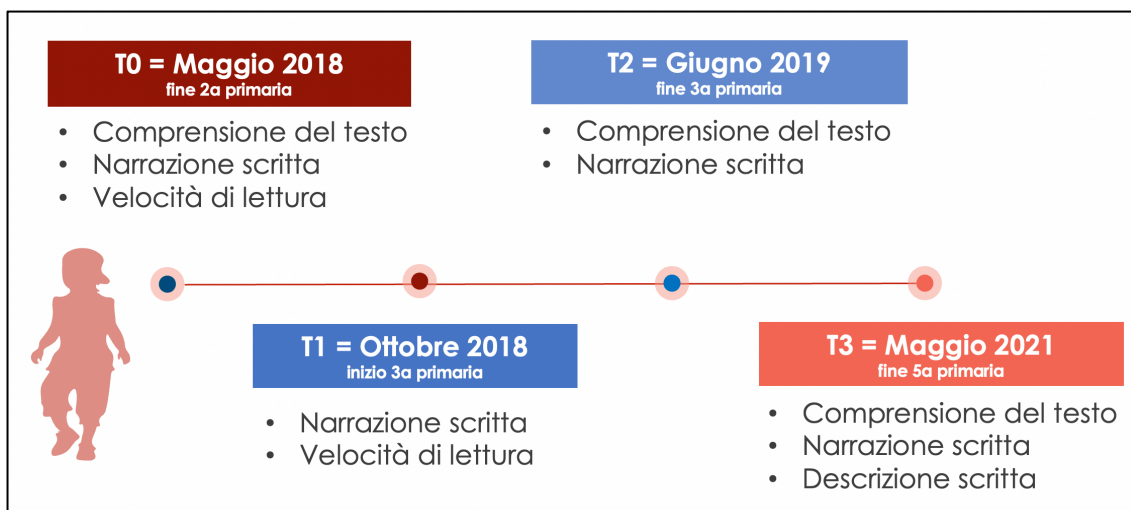 T0 = Maggio 2018
fine 2a primaria
• Comprensione del testo
• Narrazione scritta
• Velocità di lettura
T2 = Giugno 2019
fine 3a primaria
• Comprensione del testo
• Narrazione scritta
T1 = Ottobre 2018
inizio 3a primaria
• Narrazione scritta
• Velocità di lettura
T3 = Maggio 2021
fine 5a primaria
• Comprensione del testo
• Narrazione scritta
• Descrizione scritta